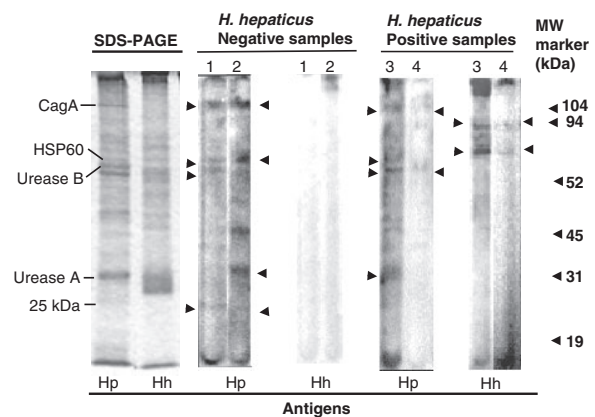 H. hepaticus H. hepaticus MW
SDS-PAGE Negative samples Positive samples marker
1 2 1 2 3 4 3 4 (kDa)
CagA
104
94
HSP60
Urease B
52
45
Urease A
31
25 kDa
19
Hp Hh Hp Hh Hp Hh
Antigens